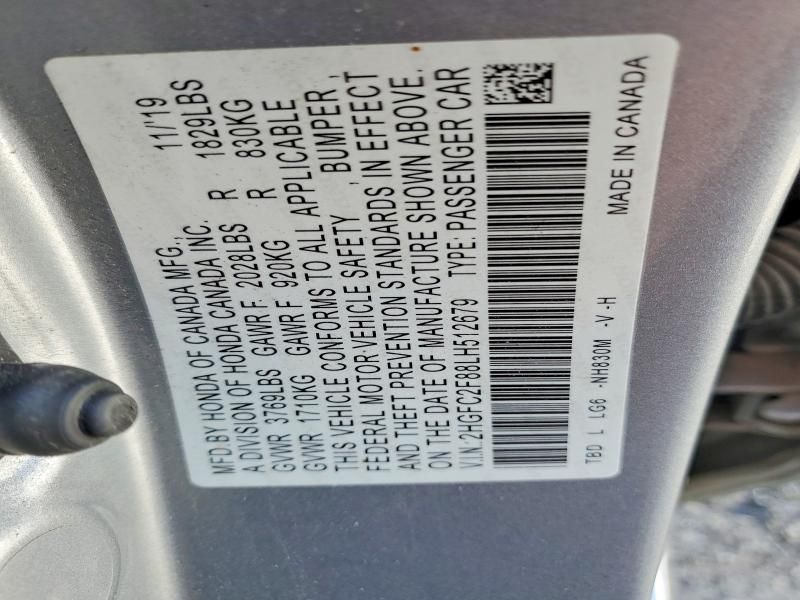 MFD.BY HONDA OF CANADA MFG., 11/19
A DIVISION OF HONDA CANADA INC.
GVWR 3769LBS GAWR F 2028LBS R 1829LBS
GVWR 1710KG GAWR F 920KG R 830KG
THIS VEHICLE CONFORMS TO ALL APPLICABLE
FEDERAL MOTOR VEHICLE SAFETY , BUMPER ,
AND THEFT PREVENTION STANDARDS IN EFFECT
ON THE DATE OF MANUFACTURE SHOWN ABOVE.
V.I.N.:2HGFC2F68LH512679 TYPE: PASSENGER CAR
TBD L LG6 -NH830M -V -H MADE IN CANADA